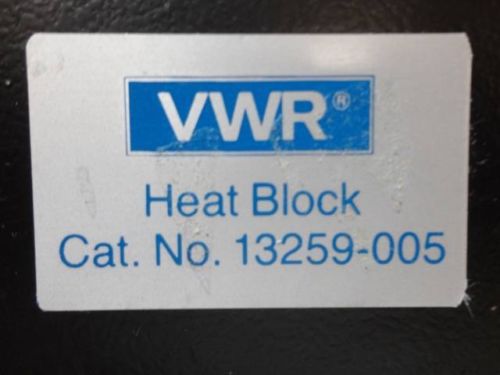 VWR®
Heat Block
Cat. No. 13259-005